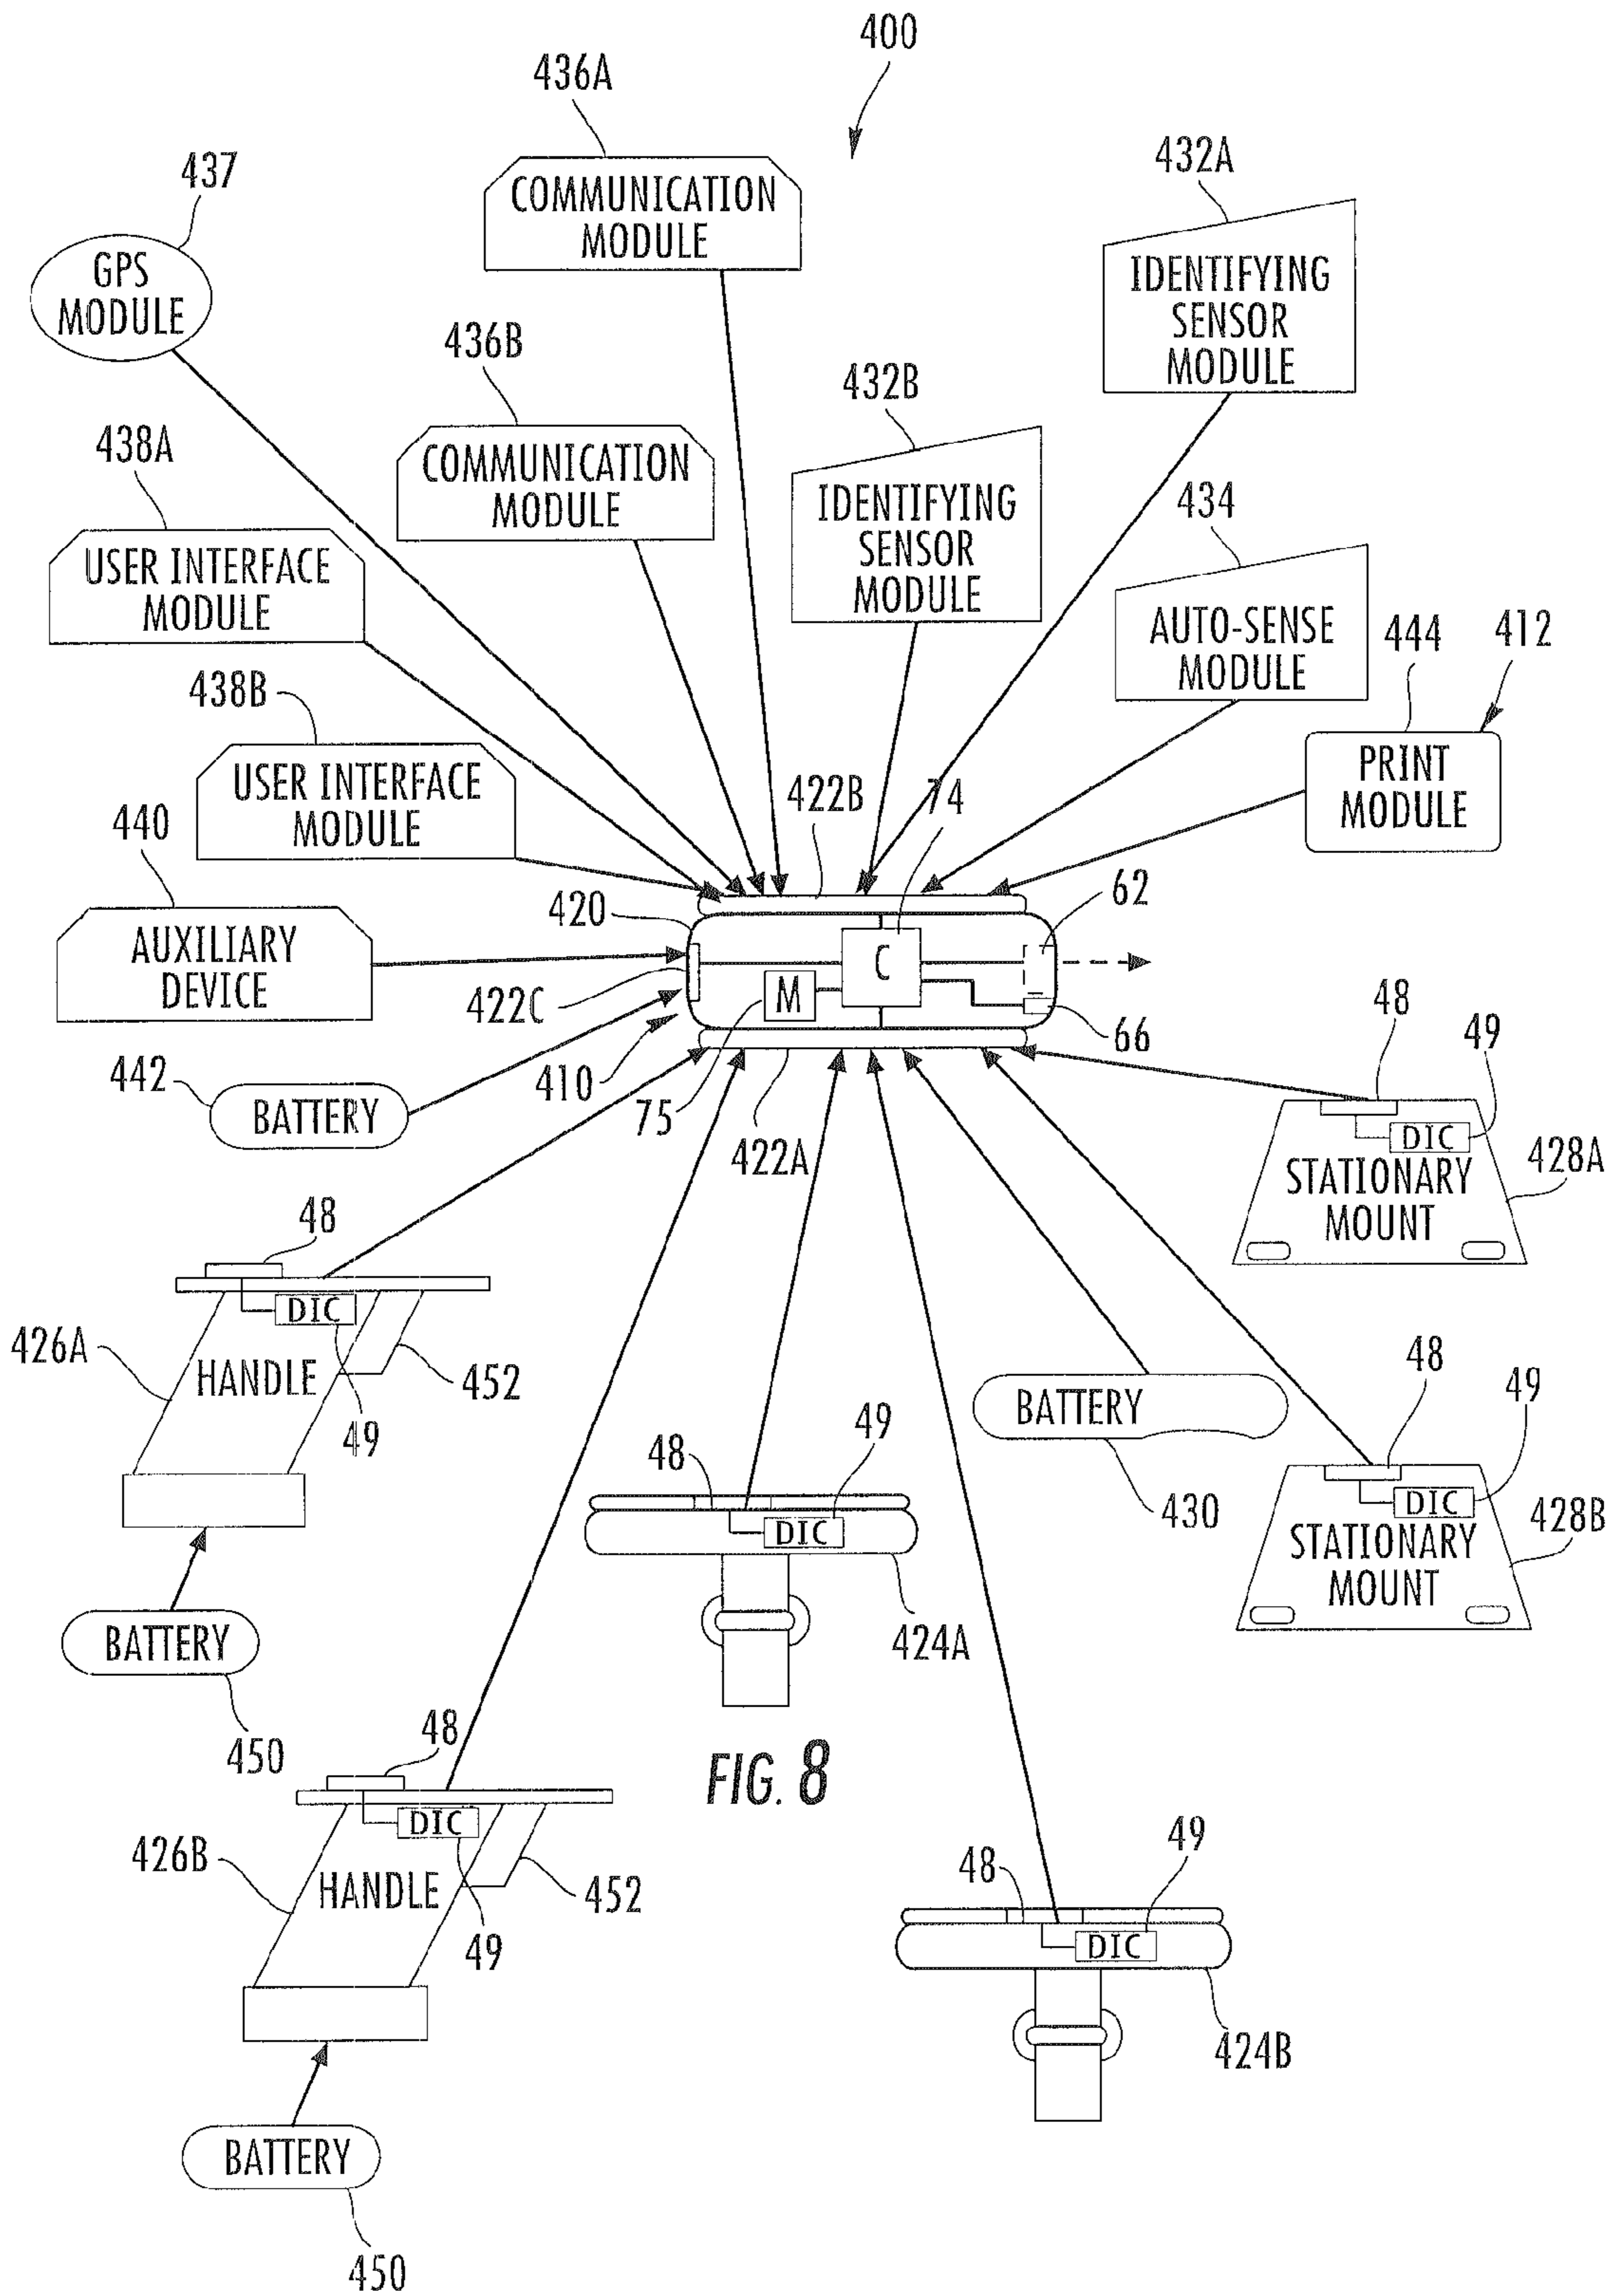 400
436A
COMMUNICATION
MODULE
432A
IDENTIFYING
SENSOR
MODULE
437
GPS
MODULE
436B
COMMUNICATION
MODULE
432B
IDENTIFYING
SENSOR
MODULE
438A
USER INTERFACE
MODULE
434
AUTO-SENSE
MODULE
444
412
PRINT
MODULE
438B
USER INTERFACE
MODULE
422B
74
62
440
AUXILIARY
DEVICE
420
C
M
422C
410
75
422A
66
442
BATTERY
48
49
DIC
STATIONARY
MOUNT
428A
48
DIC
426A
HANDLE
49
452
BATTERY
430
48
49
DIC
STATIONARY
MOUNT
428B
48
49
DIC
424A
BATTERY
450
FIG. 8
48
DIC
426B
HANDLE
49
452
48
49
DIC
424B
BATTERY
450